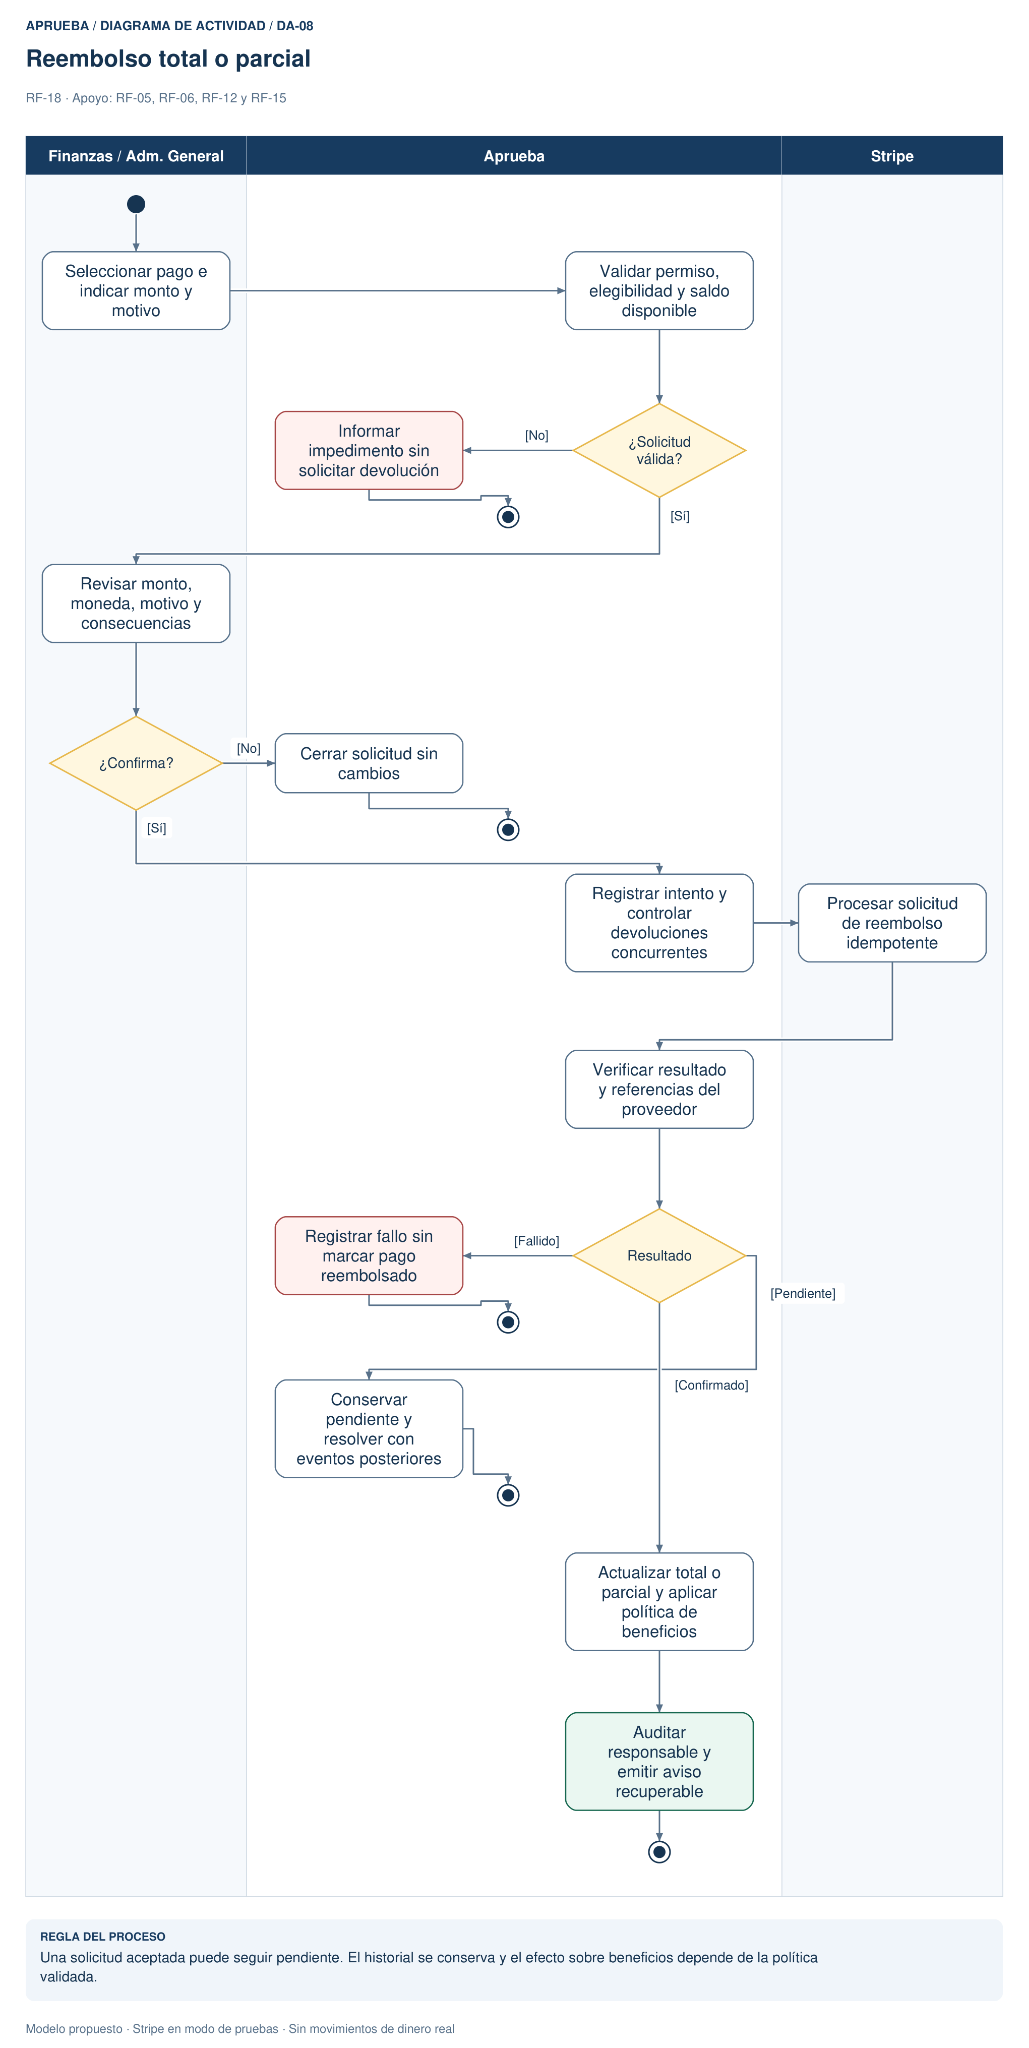 APRUEBA / DIAGRAMA DE ACTIVIDAD / DA-08
Reembolso total o parcial
RF-18 · Apoyo: RF-05, RF-06, RF-12 y RF-15
Finanzas / Adm. General
Aprueba
Stripe
Seleccionar pago e
indicar monto y
motivo
Validar permiso,
elegibilidad y saldo
disponible
Informar
impedimento sin
solicitar devolución
[No]
¿Solicitud
válida?
[Sí]
Revisar monto,
moneda, motivo y
consecuencias
¿Confirma?
[No]
Cerrar solicitud sin
cambios
[Sí]
Registrar intento y
controlar
devoluciones
concurrentes
Procesar solicitud
de reembolso
idempotente
Verificar resultado
y referencias del
proveedor
Registrar fallo sin
marcar pago
reembolsado
[Fallido]
Resultado
[Pendiente]
[Confirmado]
Conservar
pendiente y
resolver con
eventos posteriores
Actualizar total o
parcial y aplicar
política de
beneficios
Auditar
responsable y
emitir aviso
recuperable
REGLA DEL PROCESO
Una solicitud aceptada puede seguir pendiente. El historial se conserva y el efecto sobre beneficios depende de la política
validada.
Modelo propuesto · Stripe en modo de pruebas · Sin movimientos de dinero real